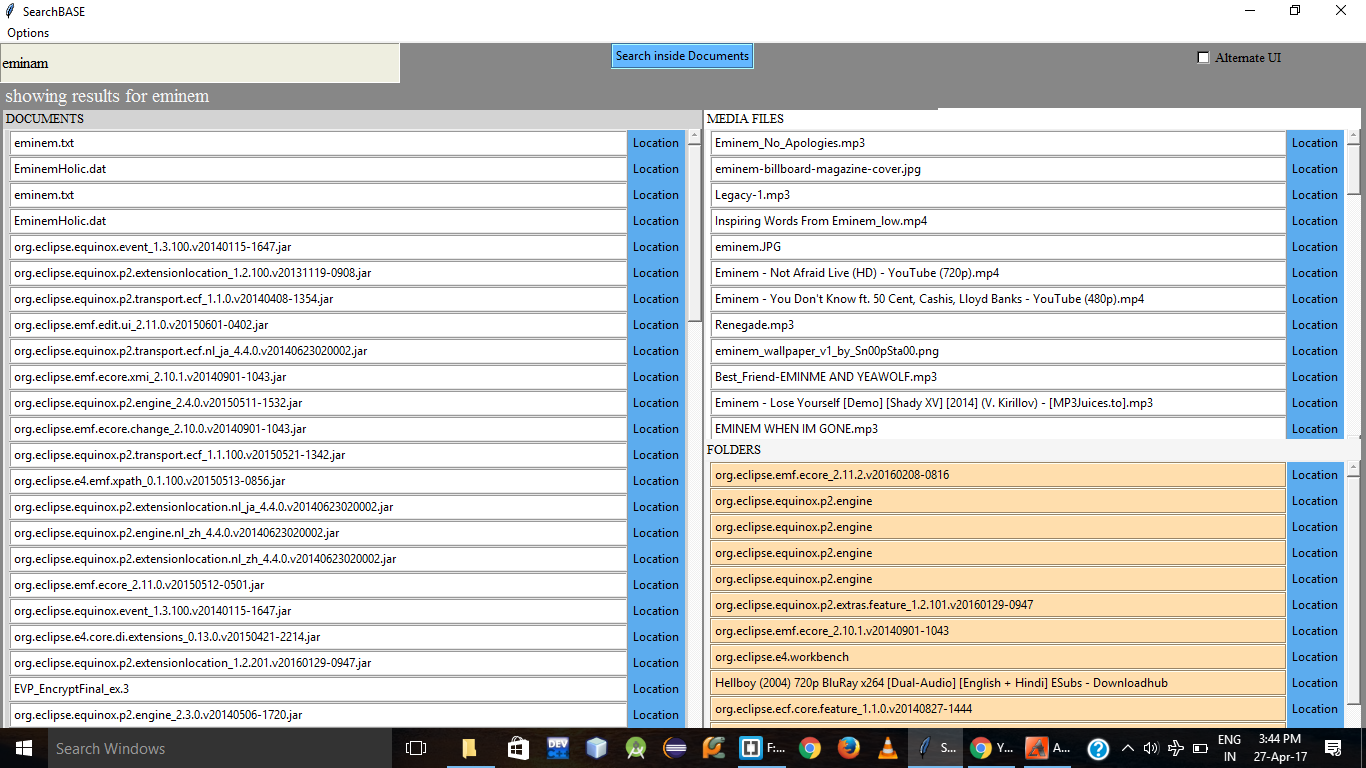 SearchBASE
Options
eminam
Search inside Documents
Alternate UI
showing results for eminem
DOCUMENTS
eminem.txt Location
EminemHolic.dat Location
eminem.txt Location
EminemHolic.dat Location
org.eclipse.equinox.event_1.3.100.v20140115-1647.jar Location
org.eclipse.equinox.p2.extensionlocation_1.2.100.v20131119-0908.jar Location
org.eclipse.equinox.p2.transport.ecf_1.1.0.v20140408-1354.jar Location
org.eclipse.emf.edit.ui_2.11.0.v20150601-0402.jar Location
org.eclipse.equinox.p2.transport.ecf.nl_ja_4.4.0.v20140623020002.jar Location
org.eclipse.emf.ecore.xmi_2.10.1.v20140901-1043.jar Location
org.eclipse.equinox.p2.engine_2.4.0.v20150511-1532.jar Location
org.eclipse.emf.ecore.change_2.10.0.v20140901-1043.jar Location
org.eclipse.equinox.p2.transport.ecf_1.1.100.v20150521-1342.jar Location
org.eclipse.e4.emf.xpath_0.1.100.v20150513-0856.jar Location
org.eclipse.equinox.p2.extensionlocation.nl_ja_4.4.0.v20140623020002.jar Location
org.eclipse.equinox.p2.engine.nl_zh_4.4.0.v20140623020002.jar Location
org.eclipse.equinox.p2.extensionlocation.nl_zh_4.4.0.v20140623020002.jar Location
org.eclipse.emf.ecore_2.11.0.v20150512-0501.jar Location
org.eclipse.equinox.event_1.3.100.v20140115-1647.jar Location
org.eclipse.e4.core.di.extensions_0.13.0.v20150421-2214.jar Location
org.eclipse.equinox.p2.extensionlocation_1.2.201.v20160129-0947.jar Location
EVP_EncryptFinal_ex.3 Location
org.eclipse.equinox.p2.engine_2.3.0.v20140506-1720.jar Location
MEDIA FILES
Eminem_No_Apologies.mp3 Location
eminem-billboard-magazine-cover.jpg Location
Legacy-1.mp3 Location
Inspiring Words From Eminem_low.mp4 Location
eminem.JPG Location
Eminem - Not Afraid Live (HD) - YouTube (720p).mp4 Location
Eminem - You Don't Know ft. 50 Cent, Cashis, Lloyd Banks - YouTube (480p).mp4 Location
Renegade.mp3 Location
eminem_wallpaper_v1_by_Sn00pSta00.png Location
Best_Friend-EMINME AND YEAWOLF.mp3 Location
Eminem - Lose Yourself [Demo] [Shady XV] [2014] (V. Kirillov) - [MP3Juices.to].mp3 Location
EMINEM WHEN IM GONE.mp3 Location
FOLDERS
org.eclipse.emf.ecore_2.11.2.v20160208-0816 Location
org.eclipse.equinox.p2.engine Location
org.eclipse.equinox.p2.engine Location
org.eclipse.equinox.p2.engine Location
org.eclipse.equinox.p2.engine Location
org.eclipse.equinox.p2.extras.feature_1.2.101.v20160129-0947 Location
org.eclipse.emf.ecore_2.10.1.v20140901-1043 Location
org.eclipse.e4.workbench Location
Hellboy (2004) 720p BluRay x264 [Dual-Audio] [English + Hindi] ESubs - Downloadhub Location
org.eclipse.ecf.core.feature_1.1.0.v20140827-1444 Location
Search Windows
DEV
F:...
S...
Y...
A...
ENG
IN
3:44 PM
27-Apr-17